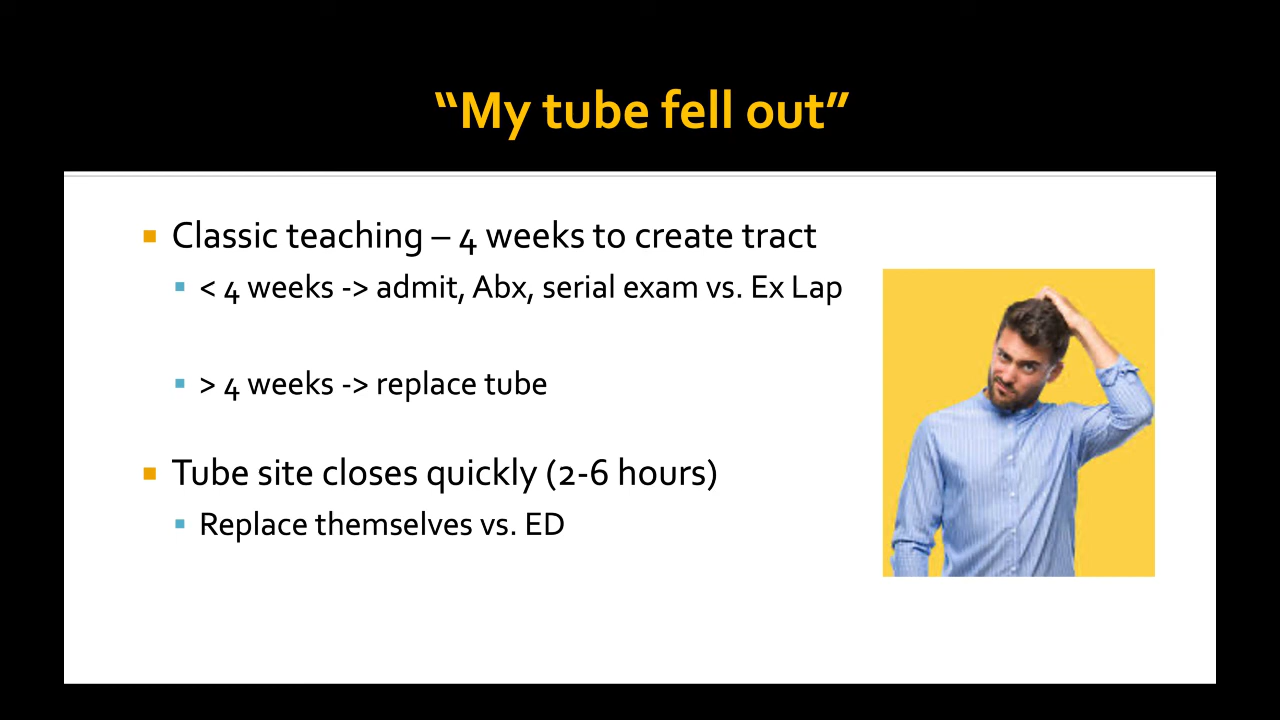 “My tube fell out”
Classic teaching – 4 weeks to create tract
< 4 weeks -> admit, Abx, serial exam vs. Ex Lap
> 4 weeks -> replace tube
Tube site closes quickly (2-6 hours)
Replace themselves vs. ED